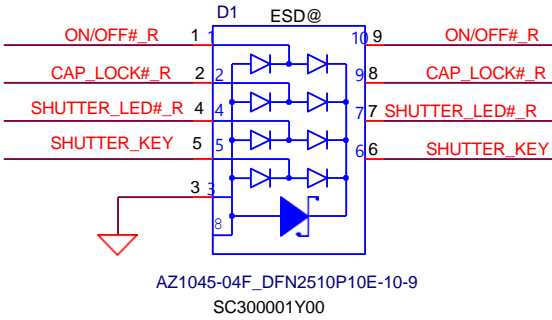 D1 ESD@
ON/OFF#_R 1 1 10 9 ON/OFF#_R
CAP_LOCK#_R 2 2 9 8 CAP_LOCK#_R
SHUTTER_LED#_R 4 4 7 7 SHUTTER_LED#_R
SHUTTER_KEY 5 5 6 6 SHUTTER_KEY
3 3
8
AZ1045-04F_DFN2510P10E-10-9
SC300001Y00